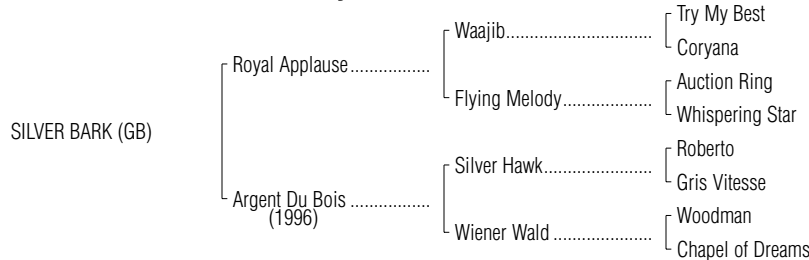 Try My Best
Waajib
Coryana
Royal Applause
Auction Ring
Flying Melody
Whispering Star
SILVER BARK (GB)
Roberto
Silver Hawk
Gris Vitesse
Argent Du Bois
(1996)
Woodman
Wiener Wald
Chapel of Dreams